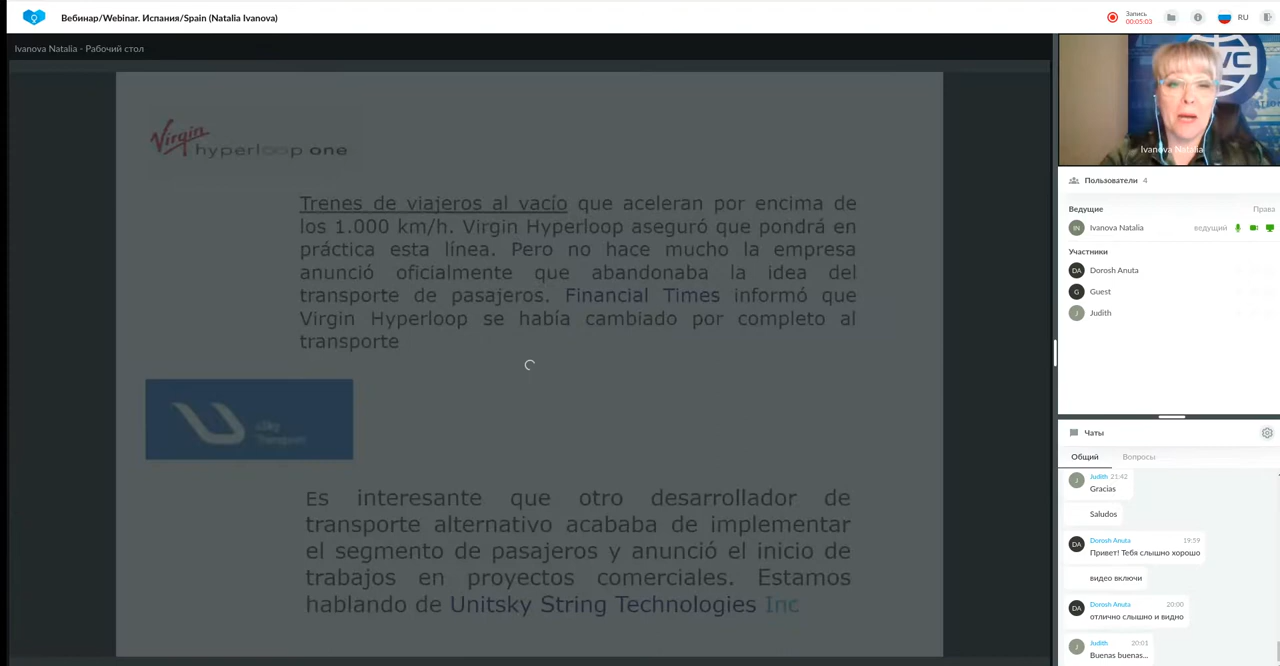 Вебинар/Webinar. Испания/Spain (Natalia Ivanova)
Запись
00:05:03
RU
Ivanova Natalia - Рабочий стол
VC
Ivanova Natalia
Virgin
hyperloop one
Trenes de viajeros al vacío que aceleran por encima de
los 1.000 km/h. Virgin Hyperloop aseguró que pondrá en
práctica esta línea. Pero no hace mucho la empresa
anunció oficialmente que abandonaba la idea del
transporte de pasajeros. Financial Times informó que
Virgin Hyperloop se había cambiado por completo al
transporte
uSky
Transport
Es interesante que otro desarrollador de
transporte alternativo acababa de implementar
el segmento de pasajeros y anunció el inicio de
trabajos en proyectos comerciales. Estamos
hablando de Unitsky String Technologies Inc
Пользователи 4
Ведущие Права
IN Ivanova Natalia ведущий
Участники
DA Dorosh Anuta
G Guest
J Judith
Чаты
Общий Вопросы
J Judith 21:42
Gracias
Saludos
DA Dorosh Anuta 19:59
Привет! Тебя слышно хорошо
видео включи
DA Dorosh Anuta 20:00
отлично слышно и видно
J Judith 20:01
Buenas buenas...